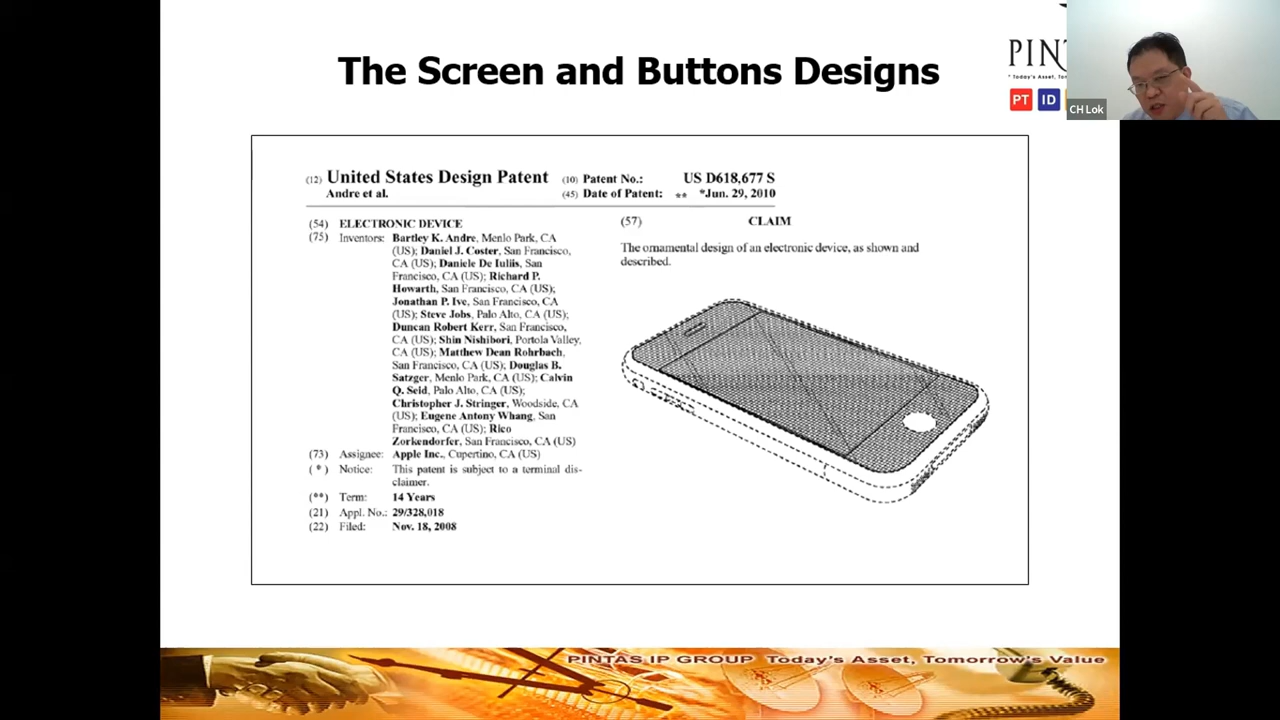 The Screen and Buttons Designs
PIN
"Today's Asset, Tom
PT ID
CH Lok
(12) United States Design Patent
Andre et al.
(10) Patent No.: US D618,677 S
(45) Date of Patent: ** *Jun. 29, 2010
(54) ELECTRONIC DEVICE
(75) Inventors: Bartley K. Andre, Menlo Park, CA
(US); Daniel J. Coster, San Francisco,
CA (US); Daniele De Iuliis, San
Francisco, CA (US); Richard P.
Howarth, San Francisco, CA (US);
Jonathan P. Ive, San Francisco, CA
(US); Steve Jobs, Palo Alto, CA (US);
Duncan Robert Kerr, San Francisco,
CA (US); Shin Nishibori, Portola Valley,
CA (US); Matthew Dean Rohrbach,
San Francisco, CA (US); Douglas B.
Satzger, Menlo Park, CA (US); Calvin
Q. Seid, Palo Alto, CA (US);
Christopher J. Stringer, Woodside, CA
(US); Eugene Antony Whang, San
Francisco, CA (US); Rico
Zorkendorfer, San Francisco, CA (US)
(73) Assignee: Apple Inc., Cupertino, CA (US)
(*) Notice: This patent is subject to a terminal dis-
claimer.
(**) Term: 14 Years
(21) Appl. No.: 29/328,018
(22) Filed: Nov. 18, 2008
(57) CLAIM
The ornamental design of an electronic device, as shown and
described.
PINTAS IP GROUP Today's Asset, Tomorrow's Value